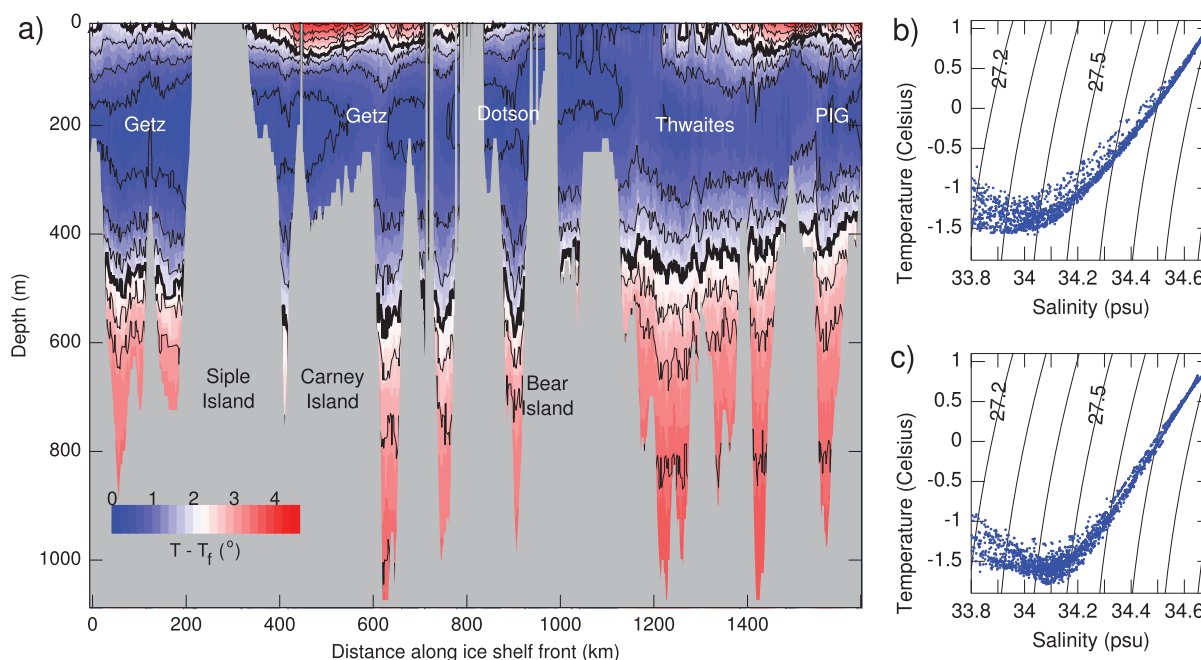 a)
0
200
400
600
800
1000
Depth (m)
Getz
Getz
Dotson
Thwaites
PIG
Siple
Island
Carney
Island
Bear
Island
0 1 2 3 4
T - Tf (o)
0 200 400 600 800 1000 1200 1400
Distance along ice shelf front (km)
b)
1
0.5
0
-0.5
-1
-1.5
Temperature (Celsius)
27.2
27.5
33.8 34 34.2 34.4 34.6
Salinity (psu)
c)
1
0.5
0
-0.5
-1
-1.5
Temperature (Celsius)
27.2
27.5
33.8 34 34.2 34.4 34.6
Salinity (psu)